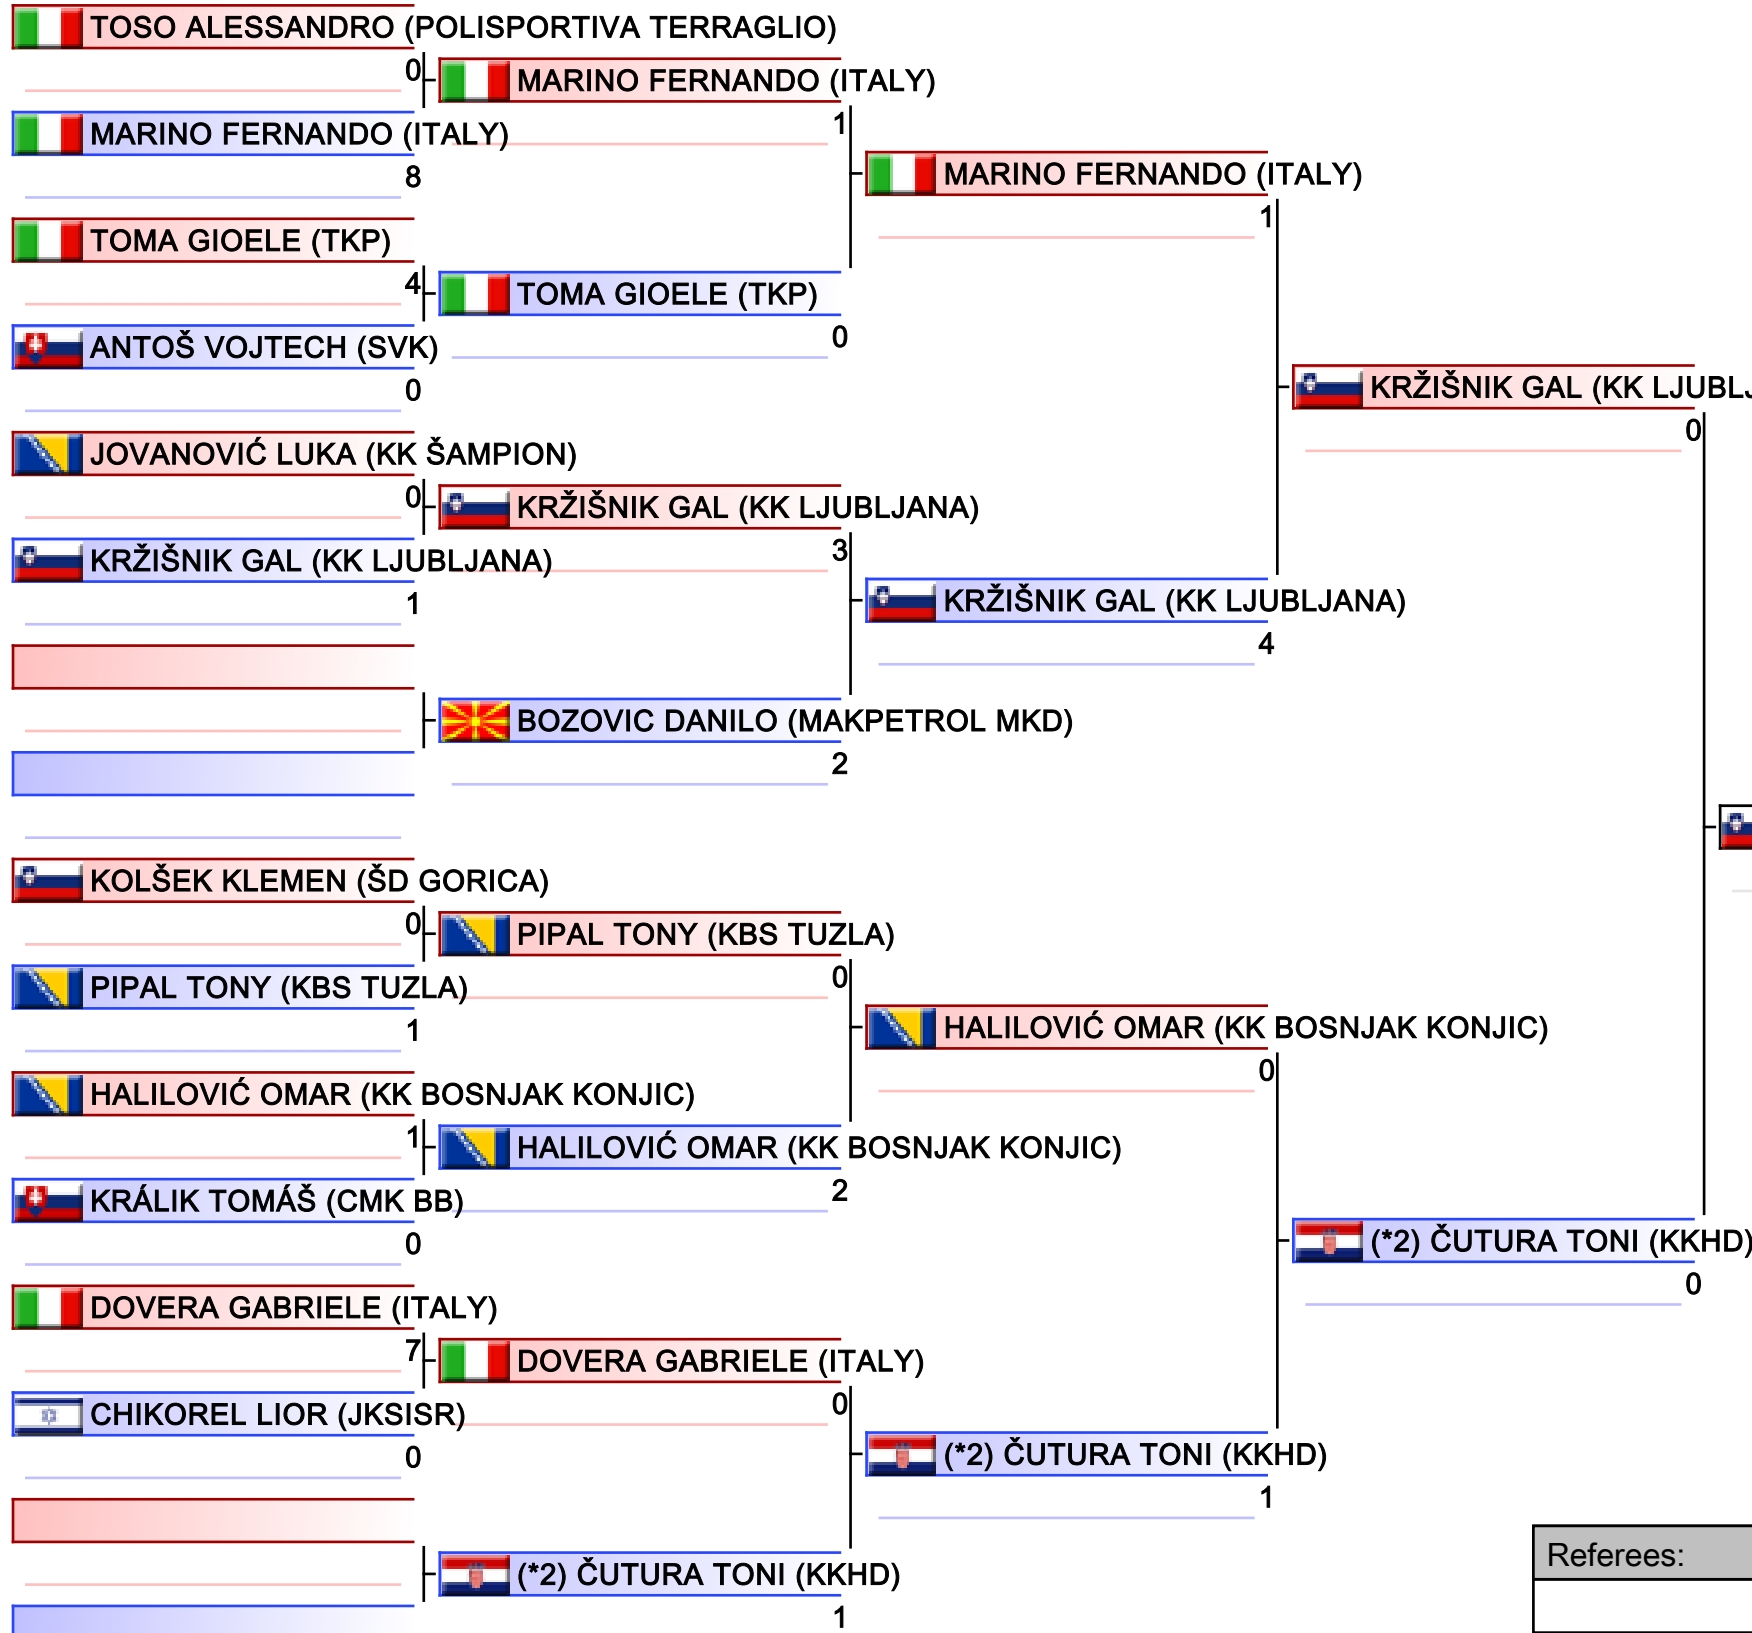 TOSO ALESSANDRO (POLISPORTIVA TERRAGLIO)
0
MARINO FERNANDO (ITALY)
MARINO FERNANDO (ITALY)
1
8
MARINO FERNANDO (ITALY)
1
TOMA GIOELE (TKP)
4
TOMA GIOELE (TKP)
0
ANTOŠ VOJTECH (SVK)
0
KRŽIŠNIK GAL (KK LJUBLJ
0
JOVANOVIĆ LUKA (KK ŠAMPION)
0
KRŽIŠNIK GAL (KK LJUBLJANA)
3
KRŽIŠNIK GAL (KK LJUBLJANA)
1
KRŽIŠNIK GAL (KK LJUBLJANA)
4
BOZOVIC DANILO (MAKPETROL MKD)
2
KOLŠEK KLEMEN (ŠD GORICA)
0
PIPAL TONY (KBS TUZLA)
0
PIPAL TONY (KBS TUZLA)
1
HALILOVIĆ OMAR (KK BOSNJAK KONJIC)
0
HALILOVIĆ OMAR (KK BOSNJAK KONJIC)
1
HALILOVIĆ OMAR (KK BOSNJAK KONJIC)
2
KRÁLIK TOMÁŠ (CMK BB)
0
(*2) ČUTURA TONI (KKHD)
0
DOVERA GABRIELE (ITALY)
7
DOVERA GABRIELE (ITALY)
0
CHIKOREL LIOR (JKSISR)
0
(*2) ČUTURA TONI (KKHD)
1
(*2) ČUTURA TONI (KKHD)
1
Referees: